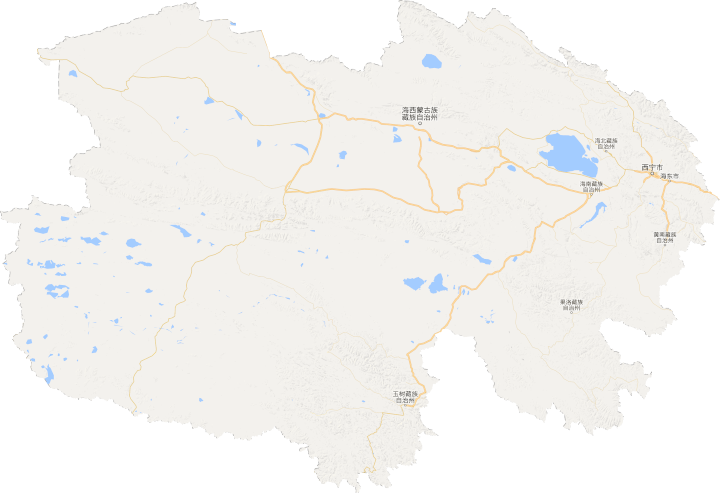 海西蒙古族
藏族自治州
海北藏族
自治州
西宁市
海东市
海南藏族
自治州
黄南藏族
自治州
果洛藏族
自治州
玉树藏族
自治州